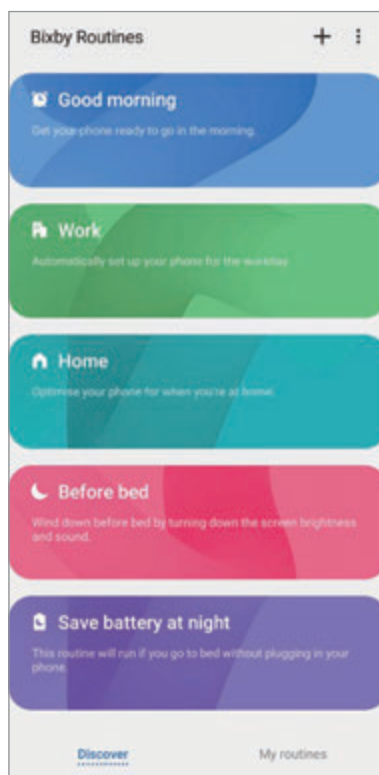 Bixby Routines
Good morning
Get your phone ready to go in the morning.
Work
Automatically set up your phone for the workday.
Home
Optimise your phone for when you're at home.
Before bed
Wind down before bed by turning down the screen brightness
and sound.
Save battery at night
This routine will run if you go to bed without plugging in your
phone.
Discover
My routines